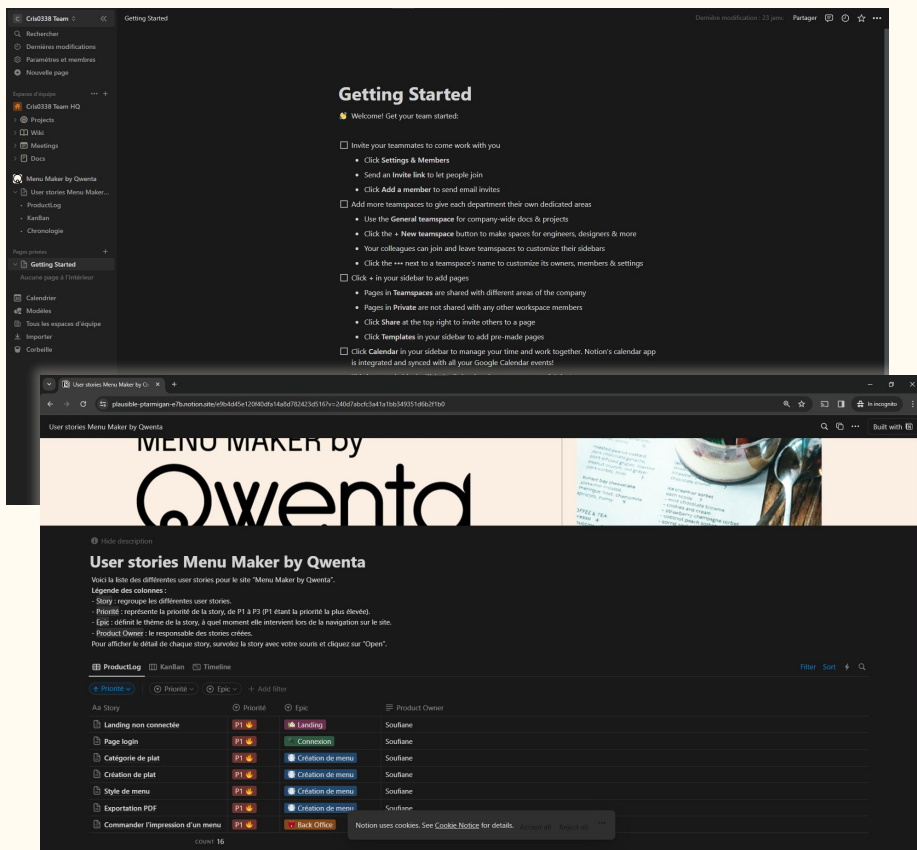 Cris0338 Team
Getting Started
Dernière modification : 23 janv.
Partager
Rechercher
Dernières modifications
Paramètres et membres
Nouvelle page
Espaces d'équipe
Cris0338 Team HQ
Projects
Wiki
Meetings
Docs
Menu Maker by Qwenta
User stories Menu Maker...
ProductLog
KanBan
Chronologie
Pages privées
Getting Started
Aucune page à l'intérieur
Calendrier
Modèles
Tous les espaces d'équipe
Importer
Corbeille
Getting Started
👋 Welcome! Get your team started:
Invite your teammates to come work with you
• Click Settings & Members
• Send an Invite link to let people join
• Click Add a member to send email invites
Add more teamspaces to give each department their own dedicated areas
• Use the General teamspace for company-wide docs & projects
• Click the + New teamspace button to make spaces for engineers, designers & more
• Your colleagues can join and leave teamspaces to customize their sidebars
• Click the ••• next to a teamspace's name to customize its owners, members & settings
Click + in your sidebar to add pages
• Pages in Teamspaces are shared with different areas of the company
• Pages in Private are not shared with any other workspace members
• Click Share at the top right to invite others to a page
• Click Templates in your sidebar to add pre-made pages
Click Calendar in your sidebar to manage your time and work together. Notion's calendar app
is integrated and synced with all your Google Calendar events!
User stories Menu Maker by Q
plausible-ptarmigan-e7b.notion.site/e9b4d45e120f40dfa14a8d782423d516?v=240d7abcfc3a41a1bb349351d6b2f1b0
In incognito
User stories Menu Maker by Qwenta
Built with
MENU MAKER by
Qwenta
Hide description
User stories Menu Maker by Qwenta
Voici la liste des différentes user stories pour le site "Menu Maker by Qwenta".
Légende des colonnes :
- Story : regroupe les différentes user stories.
- Priorité : représente la priorité de la story, de P1 à P3 (P1 étant la priorité la plus élevée).
- Epic : définit le thème de la story, à quel moment elle intervient lors de la navigation sur le site.
- Product Owner : le responsable des stories créées.
Pour afficher le détail de chaque story, survolez la story avec votre souris et cliquez sur "Open".
ProductLog KanBan Timeline
Filter Sort
↑ Priorité Priorité Epic + Add filter
Aa Story Priorité Epic Product Owner
Landing non connectée P1 Landing Soufiane
Page login P1 Connexion Soufiane
Catégorie de plat P1 Création de menu Soufiane
Création de plat P1 Création de menu Soufiane
Style de menu P1 Création de menu Soufiane
Exportation PDF P1 Création de menu Soufiane
Commander l'impression d'un menu P1 Back Office
Notion uses cookies. See Cookie Notice for details. Accept all Reject all
COUNT 16